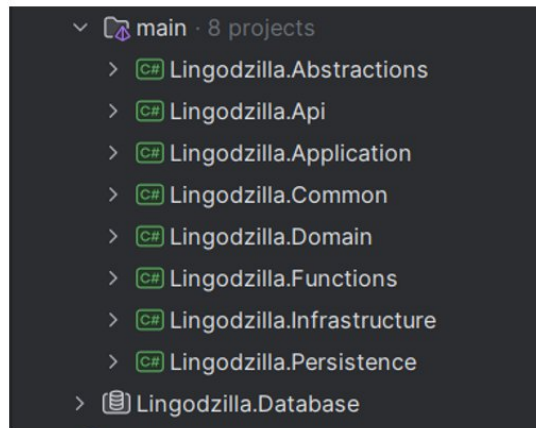 main · 8 projects
C# Lingodzilla.Abstractions
C# Lingodzilla.Api
C# Lingodzilla.Application
C# Lingodzilla.Common
C# Lingodzilla.Domain
C# Lingodzilla.Functions
C# Lingodzilla.Infrastructure
C# Lingodzilla.Persistence
Lingodzilla.Database